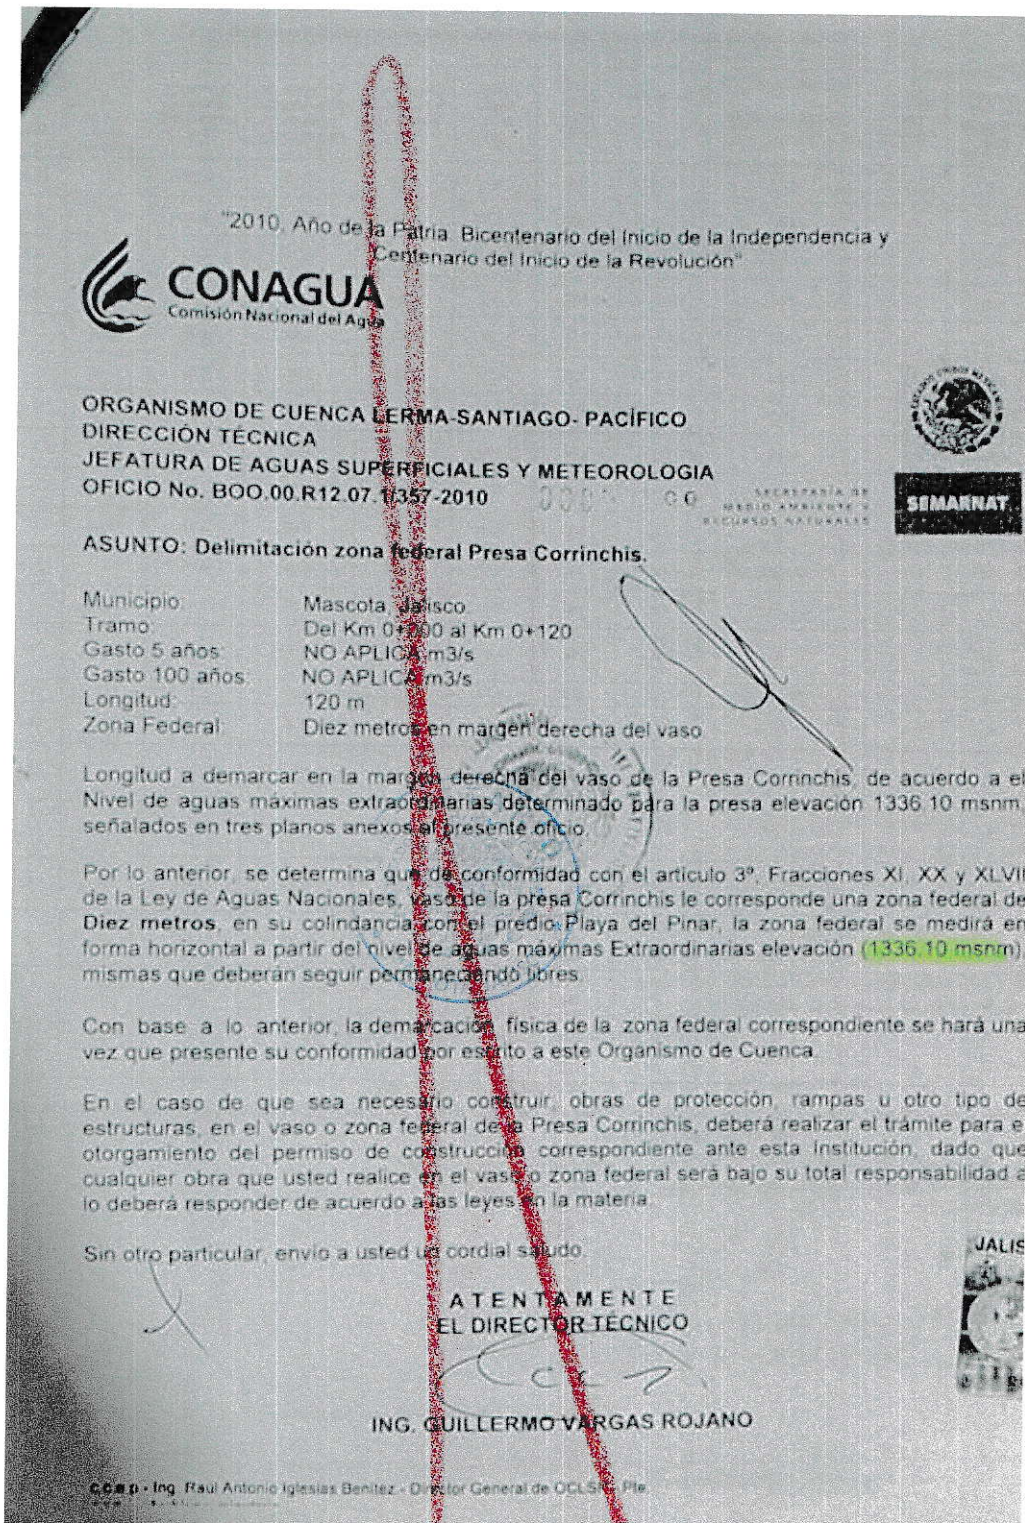 "2010, Año de la Patria. Bicentenario del Inicio de la Independencia y
Centenario del Inicio de la Revolución"
CONAGUA
Comisión Nacional del Agua
ORGANISMO DE CUENCA LERMA-SANTIAGO- PACÍFICO
DIRECCIÓN TÉCNICA
JEFATURA DE AGUAS SUPERFICIALES Y METEOROLOGIA
OFICIO No. BOO.00.R12.07.1/357-2010
SECRETARÍA DE
MEDIO AMBIENTE Y
RECURSOS NATURALES
SEMARNAT
ASUNTO: Delimitación zona federal Presa Corrinchis.
Municipio: Mascota, Jalisco
Tramo: Del Km 0+000 al Km 0+120
Gasto 5 años: NO APLICA m3/s
Gasto 100 años: NO APLICA m3/s
Longitud: 120 m
Zona Federal: Diez metros en margen derecha del vaso
Longitud a demarcar en la margen derecha del vaso de la Presa Corrinchis, de acuerdo a el
Nivel de aguas máximas extraordinarias determinado para la presa elevación 1336.10 msnm,
señalados en tres planos anexos al presente oficio.
Por lo anterior, se determina que de conformidad con el artículo 3º, Fracciones XI, XX y XLVII
de la Ley de Aguas Nacionales, vaso de la presa Corrinchis le corresponde una zona federal de
Diez metros, en su colindancia con el predio Playa del Pinar, la zona federal se medirá en
forma horizontal a partir del nivel de aguas máximas Extraordinarias elevación (1336.10 msnm),
mismas que deberán seguir permaneciendo libres.
Con base a lo anterior, la demarcación física de la zona federal correspondiente se hará una
vez que presente su conformidad por escrito a este Organismo de Cuenca.
En el caso de que sea necesario construir, obras de protección, rampas u otro tipo de
estructuras, en el vaso o zona federal de la Presa Corrinchis, deberá realizar el trámite para e
otorgamiento del permiso de construcción correspondiente ante esta Institución, dado que
cualquier obra que usted realice en el vaso o zona federal será bajo su total responsabilidad a
lo deberá responder de acuerdo a las leyes en la materia.
Sin otro particular, envio a usted un cordial saludo.
JALIS
A T E N T A M E N T E
EL DIRECTOR TÉCNICO
ING. GUILLERMO VARGAS ROJANO
c.c.e.p.- Ing. Raúl Antonio Iglesias Benítez.- Director General de OCLSP.- Pte.